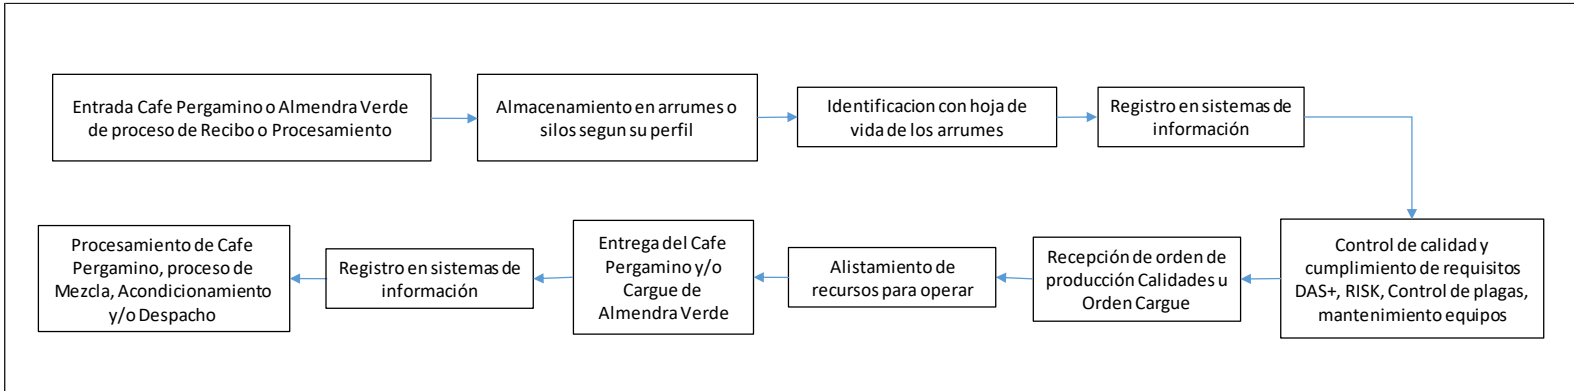 Entrada Cafe Pergamino o Almendra Verde
de proceso de Recibo o Procesamiento
Almacenamiento en arrumes o
silos segun su perfil
Identificacion con hoja de
vida de los arrumes
Registro en sistemas de
información
Control de calidad y
cumplimiento de requisitos
DAS+, RISK, Control de plagas,
mantenimiento equipos
Recepción de orden de
producción Calidades u
Orden Cargue
Alistamiento de
recursos para operar
Entrega del Cafe
Pergamino y/o
Cargue de
Almendra Verde
Registro en sistemas de
información
Procesamiento de Cafe
Pergamino, proceso de
Mezcla, Acondicionamiento
y/o Despacho